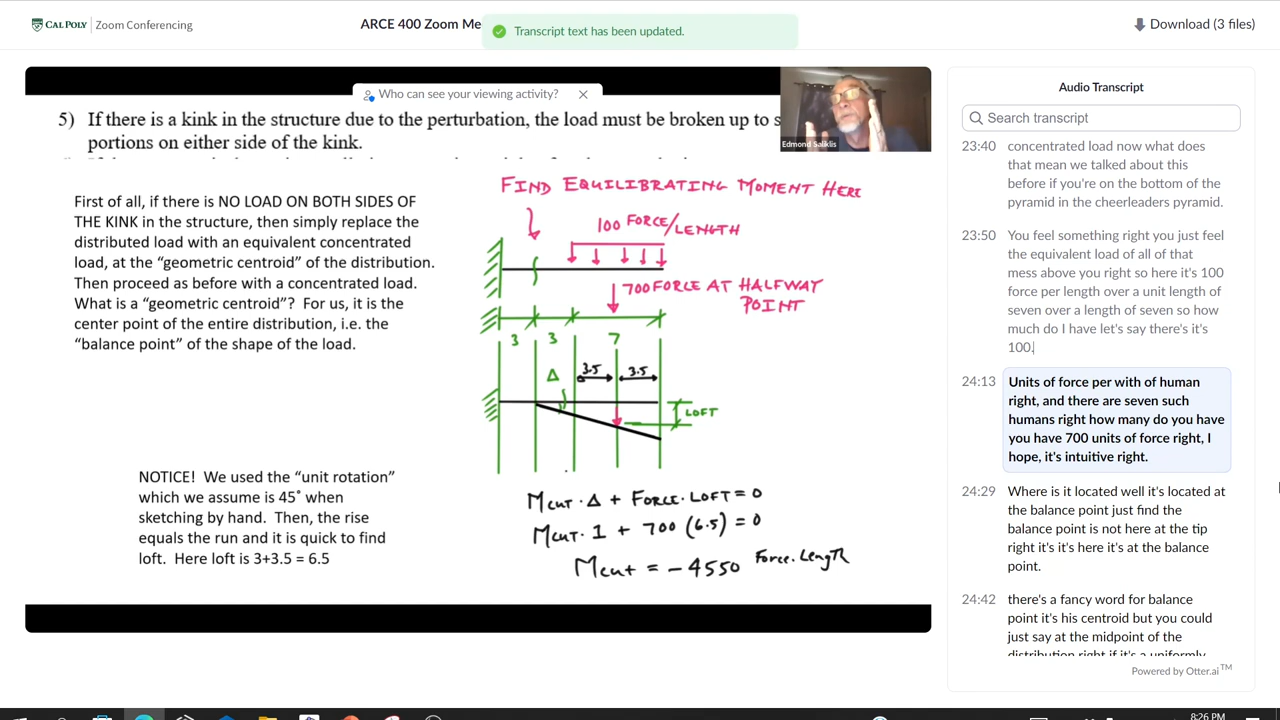 CAL POLY Zoom Conferencing
ARCE 400 Zoom Me
Transcript text has been updated.
Download (3 files)
Who can see your viewing activity?
5) If there is a kink in the structure due to the perturbation, the load must be broken up to s
portions on either side of the kink.
Edmond Saliklis
First of all, if there is NO LOAD ON BOTH SIDES OF
THE KINK in the structure, then simply replace the
distributed load with an equivalent concentrated
load, at the “geometric centroid” of the distribution.
Then proceed as before with a concentrated load.
What is a “geometric centroid”? For us, it is the
center point of the entire distribution, i.e. the
“balance point” of the shape of the load.
FIND EQUILIBRATING MOMENT HERE
100 FORCE/LENGTH
700 FORCE AT HALFWAY
POINT
3 3 7
Δ 3.5 3.5
LOFT
NOTICE! We used the “unit rotation”
which we assume is 45° when
sketching by hand. Then, the rise
equals the run and it is quick to find
loft. Here loft is 3+3.5 = 6.5
MCUT · Δ + FORCE · LOFT = 0
MCUT · 1 + 700 (6.5) = 0
Mcut = -4550 Force·Length
Audio Transcript
Search transcript
23:40 concentrated load now what does
that mean we talked about this
before if you're on the bottom of the
pyramid in the cheerleaders pyramid.
23:50 You feel something right you just feel
the equivalent load of all of that
mess above you right so here it's 100
force per length over a unit length of
seven over a length of seven so how
much do I have let's say there's it's
100.
24:13 Units of force per with of human
right, and there are seven such
humans right how many do you have
you have 700 units of force right, I
hope, it's intuitive right.
24:29 Where is it located well it's located at
the balance point just find the
balance point is not here at the tip
right it's it's here it's at the balance
point.
24:42 there's a fancy word for balance
point it's his centroid but you could
just say at the midpoint of the
distribution right if it's a uniformly
Powered by Otter.ai™
8:26 PM